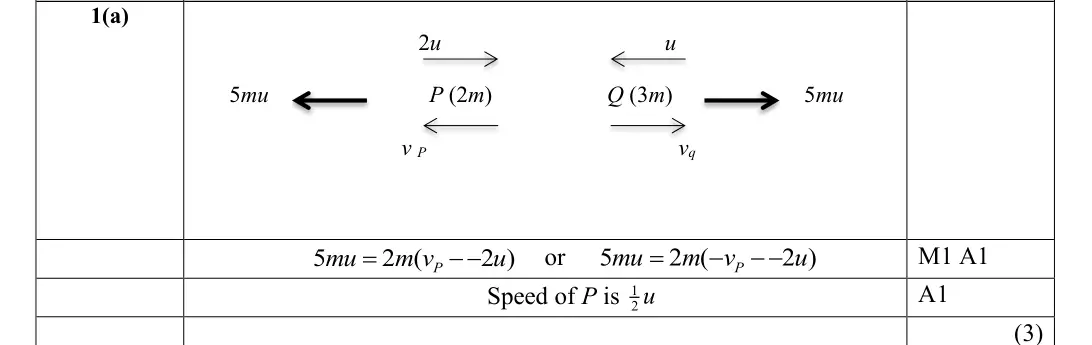 1(a)
2u u
5mu P (2m) Q (3m) 5mu
v P vq
5mu = 2m(vP − −2u) or 5mu = 2m(−vP − −2u) M1 A1
Speed of P is ½u A1
(3)